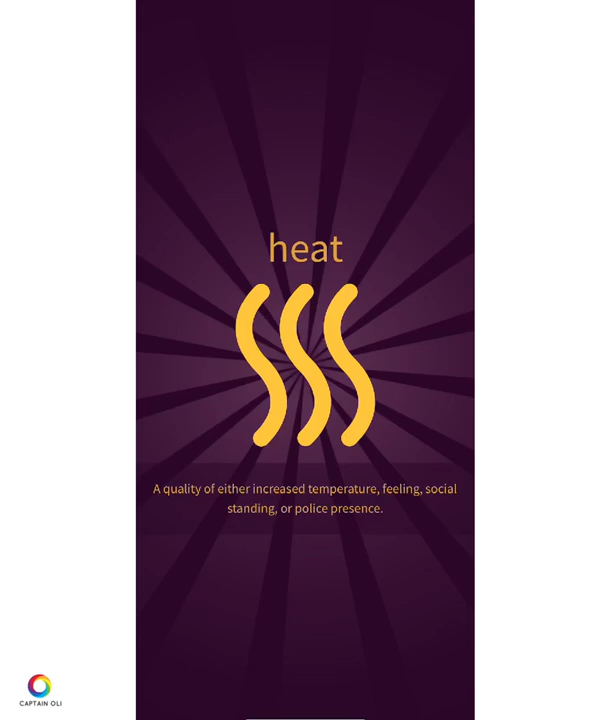 heat
A quality of either increased temperature, feeling, social
standing, or police presence.
CAPTAIN OLI